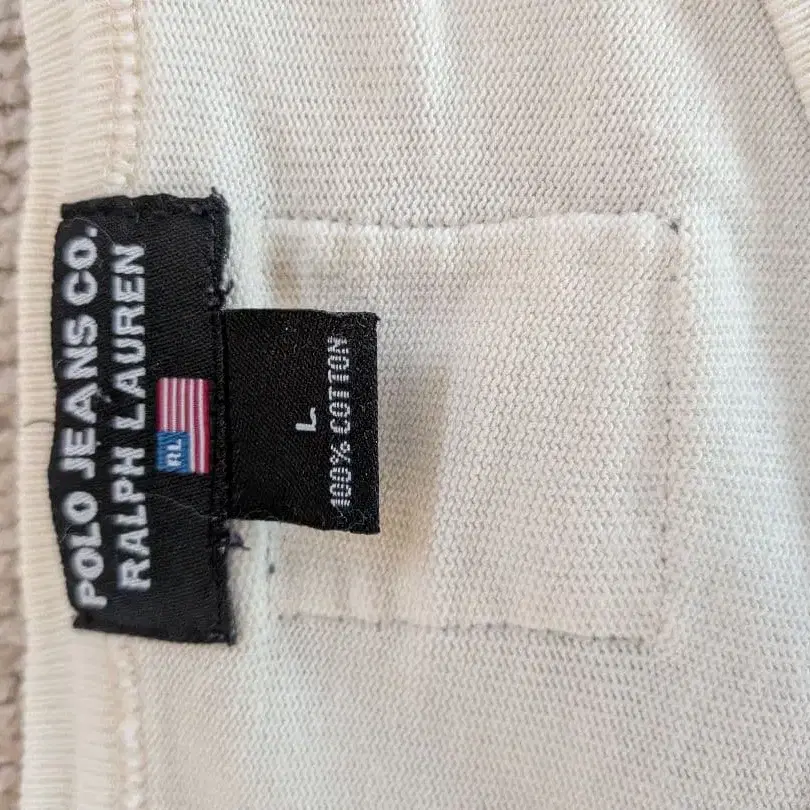 POLO JEANS CO.
RALPH LAUREN
RL
L
100% COTTON